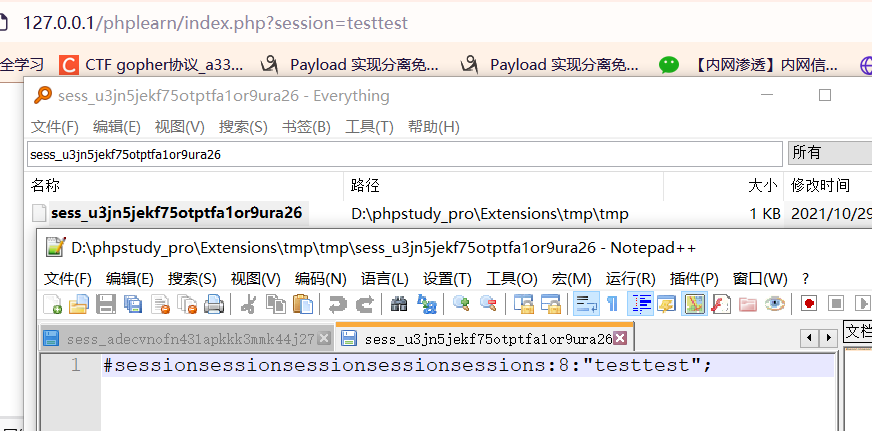 127.0.0.1/phplearn/index.php?session=testtest
全学习 CTF gopher协议_a33... Payload 实现分离免... Payload 实现分离免... 【内网渗透】内网信...
sess_u3jn5jekf75otptfa1or9ura26 - Everything
文件(F) 编辑(E) 视图(V) 搜索(S) 书签(B) 工具(T) 帮助(H)
sess_u3jn5jekf75otptfa1or9ura26 所有
名称 路径 大小 修改时间
sess_u3jn5jekf75otptfa1or9ura26 D:\phpstudy_pro\Extensions\tmp\tmp 1 KB 2021/10/29
D:\phpstudy_pro\Extensions\tmp\tmp\sess_u3jn5jekf75otptfa1or9ura26 - Notepad++
文件(F) 编辑(E) 搜索(S) 视图(V) 编码(N) 语言(L) 设置(T) 工具(O) 宏(M) 运行(R) 插件(P) 窗口(W) ?
sess_adecvnofn431apkkk3mmk44j27 sess_u3jn5jekf75otptfa1or9ura26 文档
1 #sessionsessionsessionsessionsessions:8:"testtest";